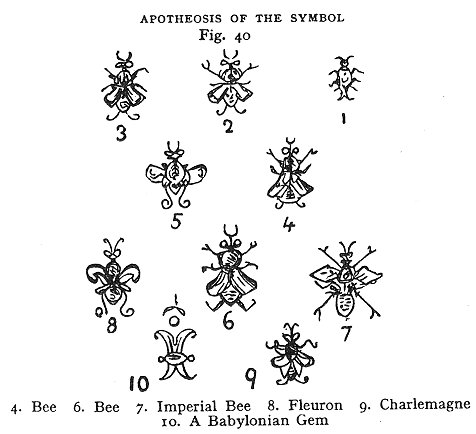 APOTHEOSIS OF THE SYMBOL
Fig. 40
3 2 1
5 4
8 6 7
10 9
4. Bee 6. Bee 7. Imperial Bee 8. Fleuron 9. Charlemagne
10. A Babylonian Gem